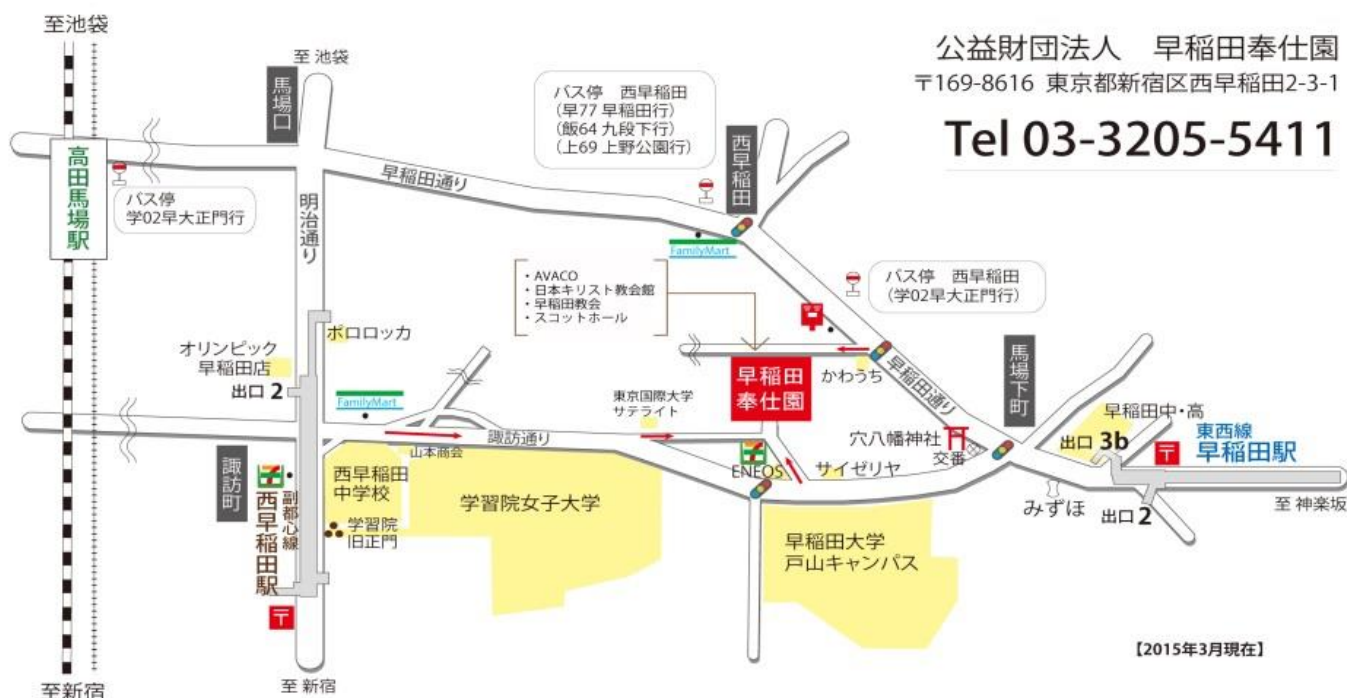 至池袋
至 池袋
馬場口
公益財団法人　早稲田奉仕園
〒169-8616 東京都新宿区西早稲田2-3-1
Tel 03-3205-5411
バス停　西早稲田
(早77 早稲田行)
(飯64 九段下行)
(上69 上野公園行)
西早稲田
高田馬場駅
バス停
学02早大正門行
早稲田通り
明治通り
FamilyMart
・AVACO
・日本キリスト教会館
・早稲田教会
・スコットホール
バス停　西早稲田
(学02早大正門行)
ポロロッカ
オリンピック
早稲田店
出口 2
FamilyMart
早稲田
奉仕園
かわうち
早稲田通り
馬場下町
東京国際大学
サテライト
諏訪通り
山本商会
穴八幡神社
交番
早稲田中・高
出口 3b
〒
東西線
早稲田駅
諏訪町
西早稲田
中学校
学習院女子大学
ENEOS
サイゼリヤ
みずほ
出口 2
至 神楽坂
副都心線
西早稲田駅
学習院
旧正門
早稲田大学
戸山キャンパス
〒
【2015年3月現在】
至新宿
至 新宿